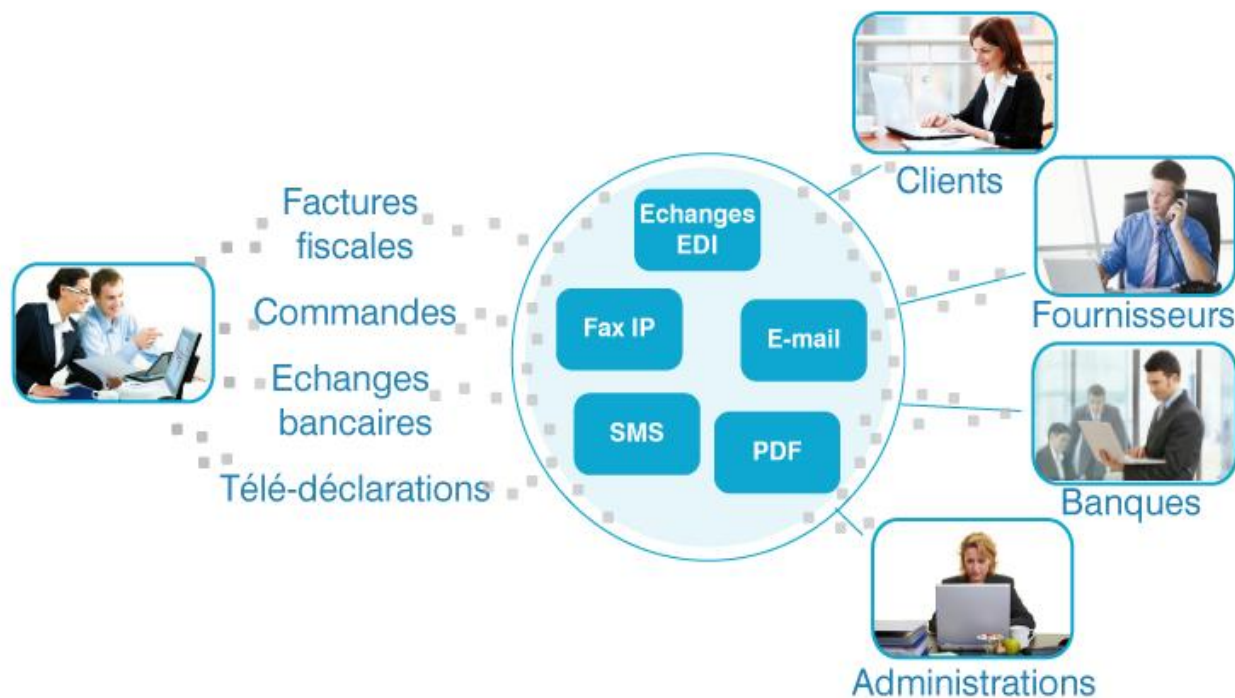 Factures
fiscales
Commandes
Echanges
bancaires
Télé-déclarations
Echanges
EDI
Fax IP
E-mail
SMS
PDF
Clients
Fournisseurs
Banques
Administrations